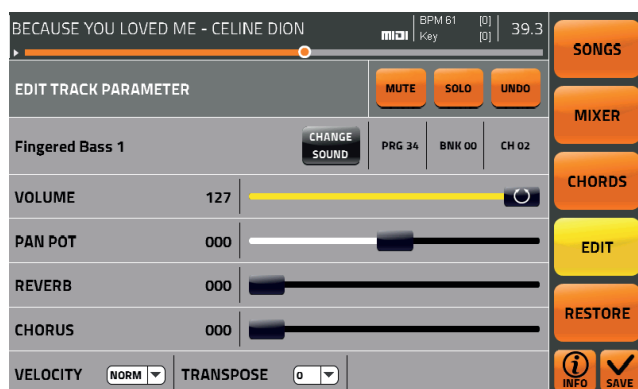 BECAUSE YOU LOVED ME - CELINE DION
midi
BPM 61 [0]
Key [0]
39.3
EDIT TRACK PARAMETER
MUTE
SOLO
UNDO
Fingered Bass 1
CHANGE
SOUND
PRG 34
BNK 00
CH 02
VOLUME 127
PAN POT 000
REVERB 000
CHORUS 000
VELOCITY NORM TRANSPOSE 0
SONGS
MIXER
CHORDS
EDIT
RESTORE
INFO
SAVE